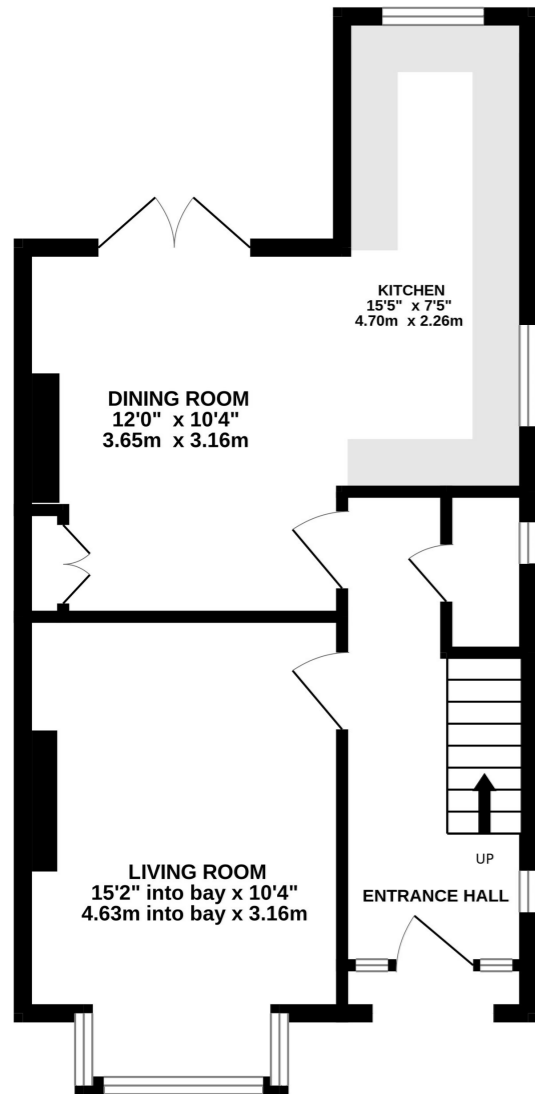 KITCHEN
15'5" x 7'5"
4.70m x 2.26m
DINING ROOM
12'0" x 10'4"
3.65m x 3.16m
LIVING ROOM
15'2" into bay x 10'4"
4.63m into bay x 3.16m
UP
ENTRANCE HALL